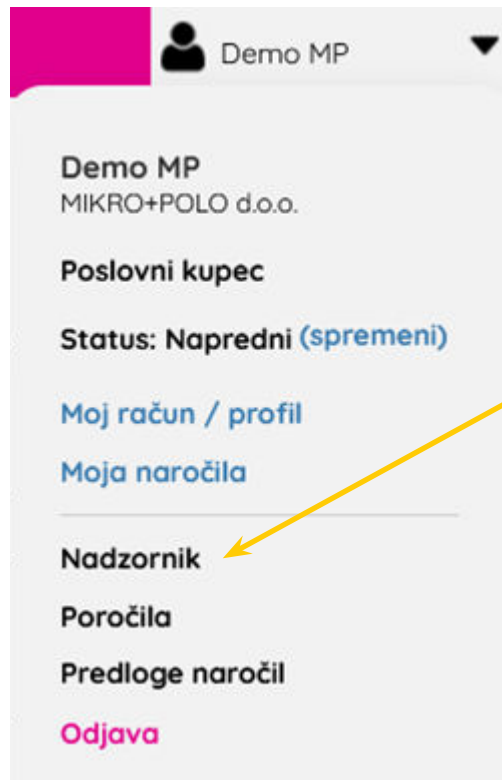 Demo MP
Demo MP
MIKRO+POLO d.o.o.
Poslovni kupec
Status: Napredni (spremeni)
Moj račun / profil
Moja naročila
Nadzornik
Poročila
Predloge naročil
Odjava